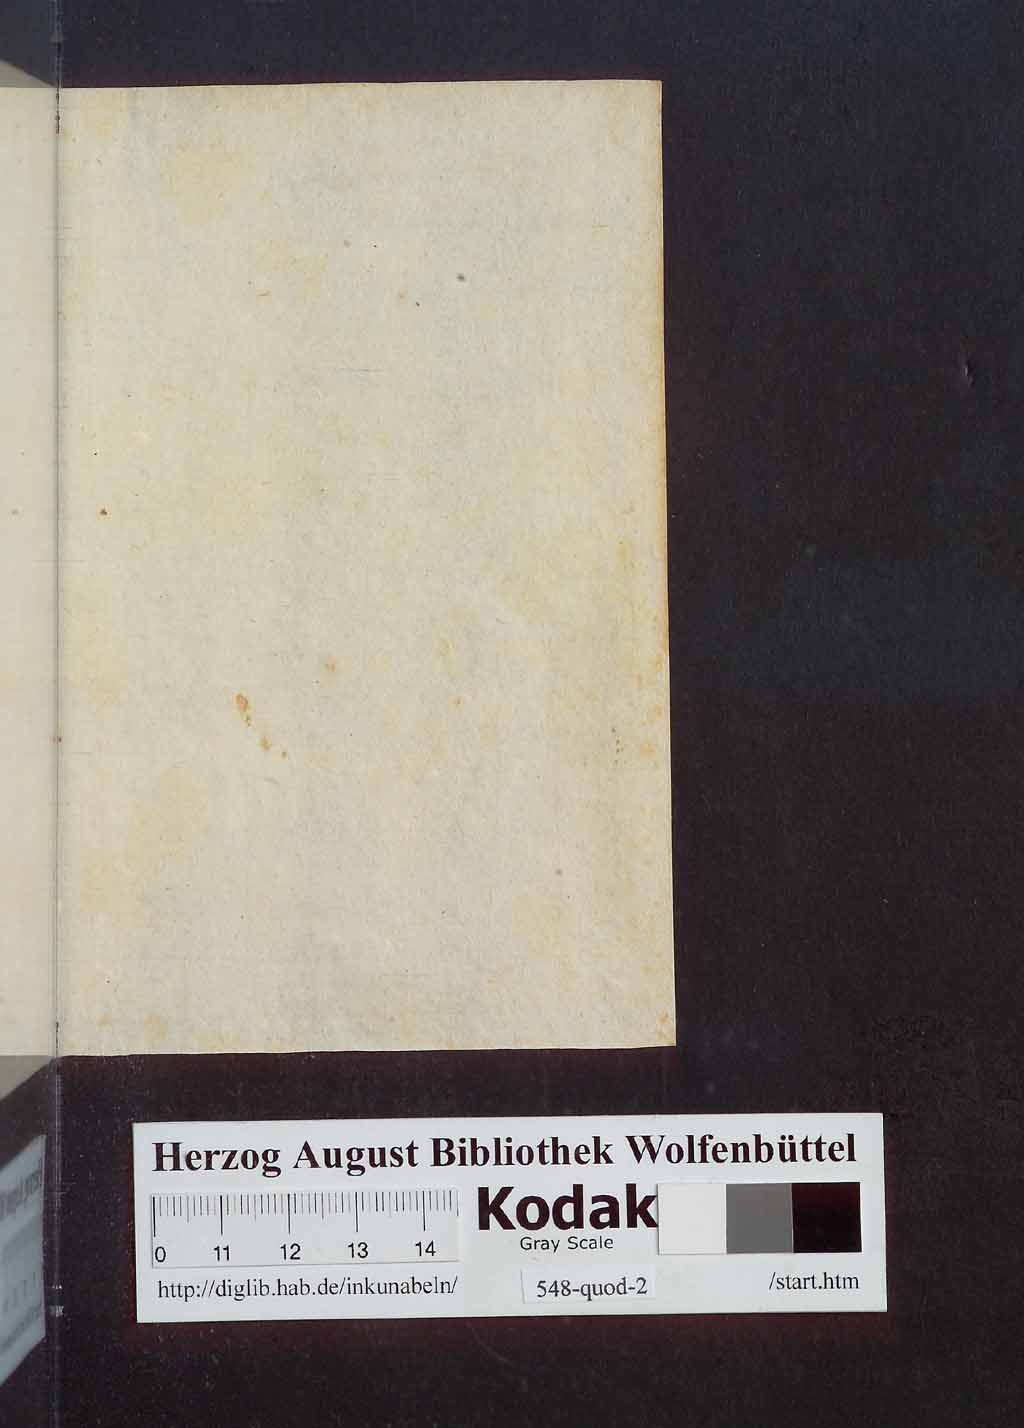 Herzog August Bibliothek Wolfenbüttel
0 11 12 13 14
Kodak
Gray Scale
http://diglib.hab.de/inkunabeln/
548-quod-2
/start.htm